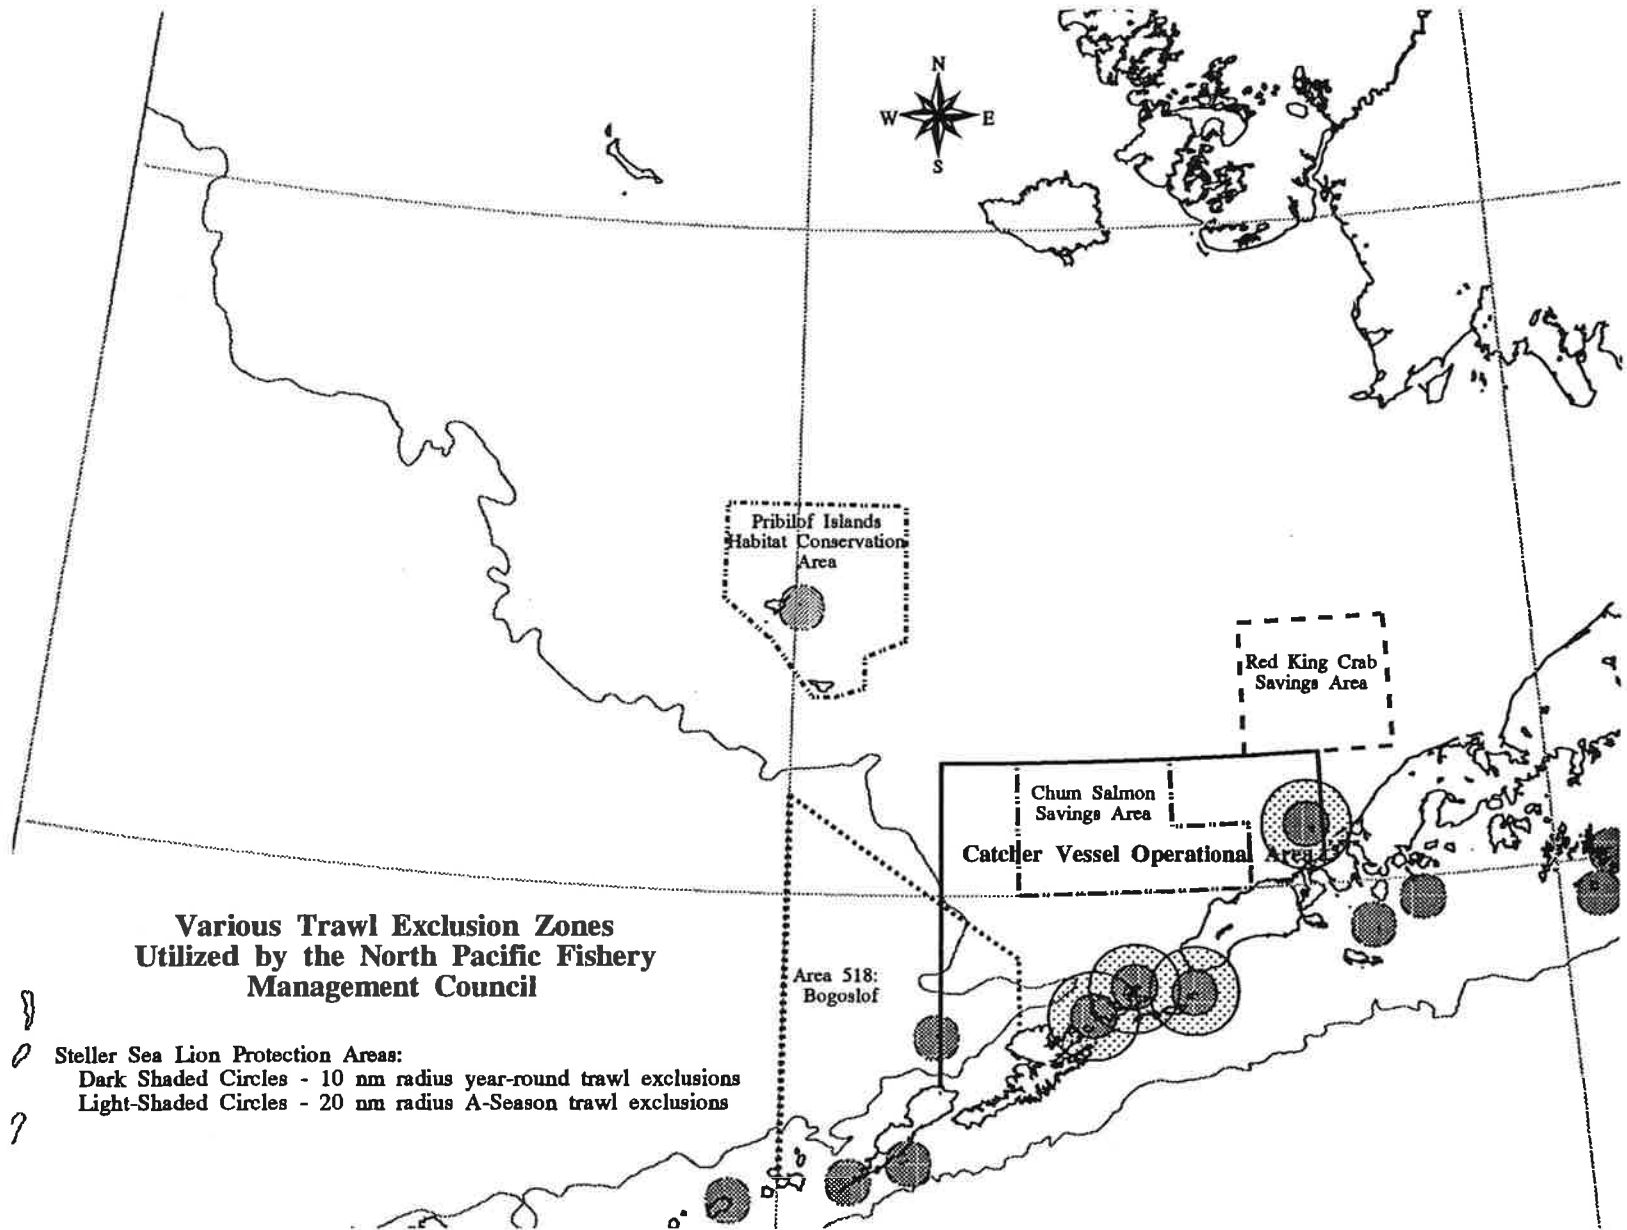 N
W E
S
Pribilof Islands
Habitat Conservation
Area
Red King Crab
Savings Area
Chum Salmon
Savings Area
Catcher Vessel Operational Area
Various Trawl Exclusion Zones
Utilized by the North Pacific Fishery
Management Council
Area 518:
Bogoslof
Steller Sea Lion Protection Areas:
Dark Shaded Circles - 10 nm radius year-round trawl exclusions
Light-Shaded Circles - 20 nm radius A-Season trawl exclusions